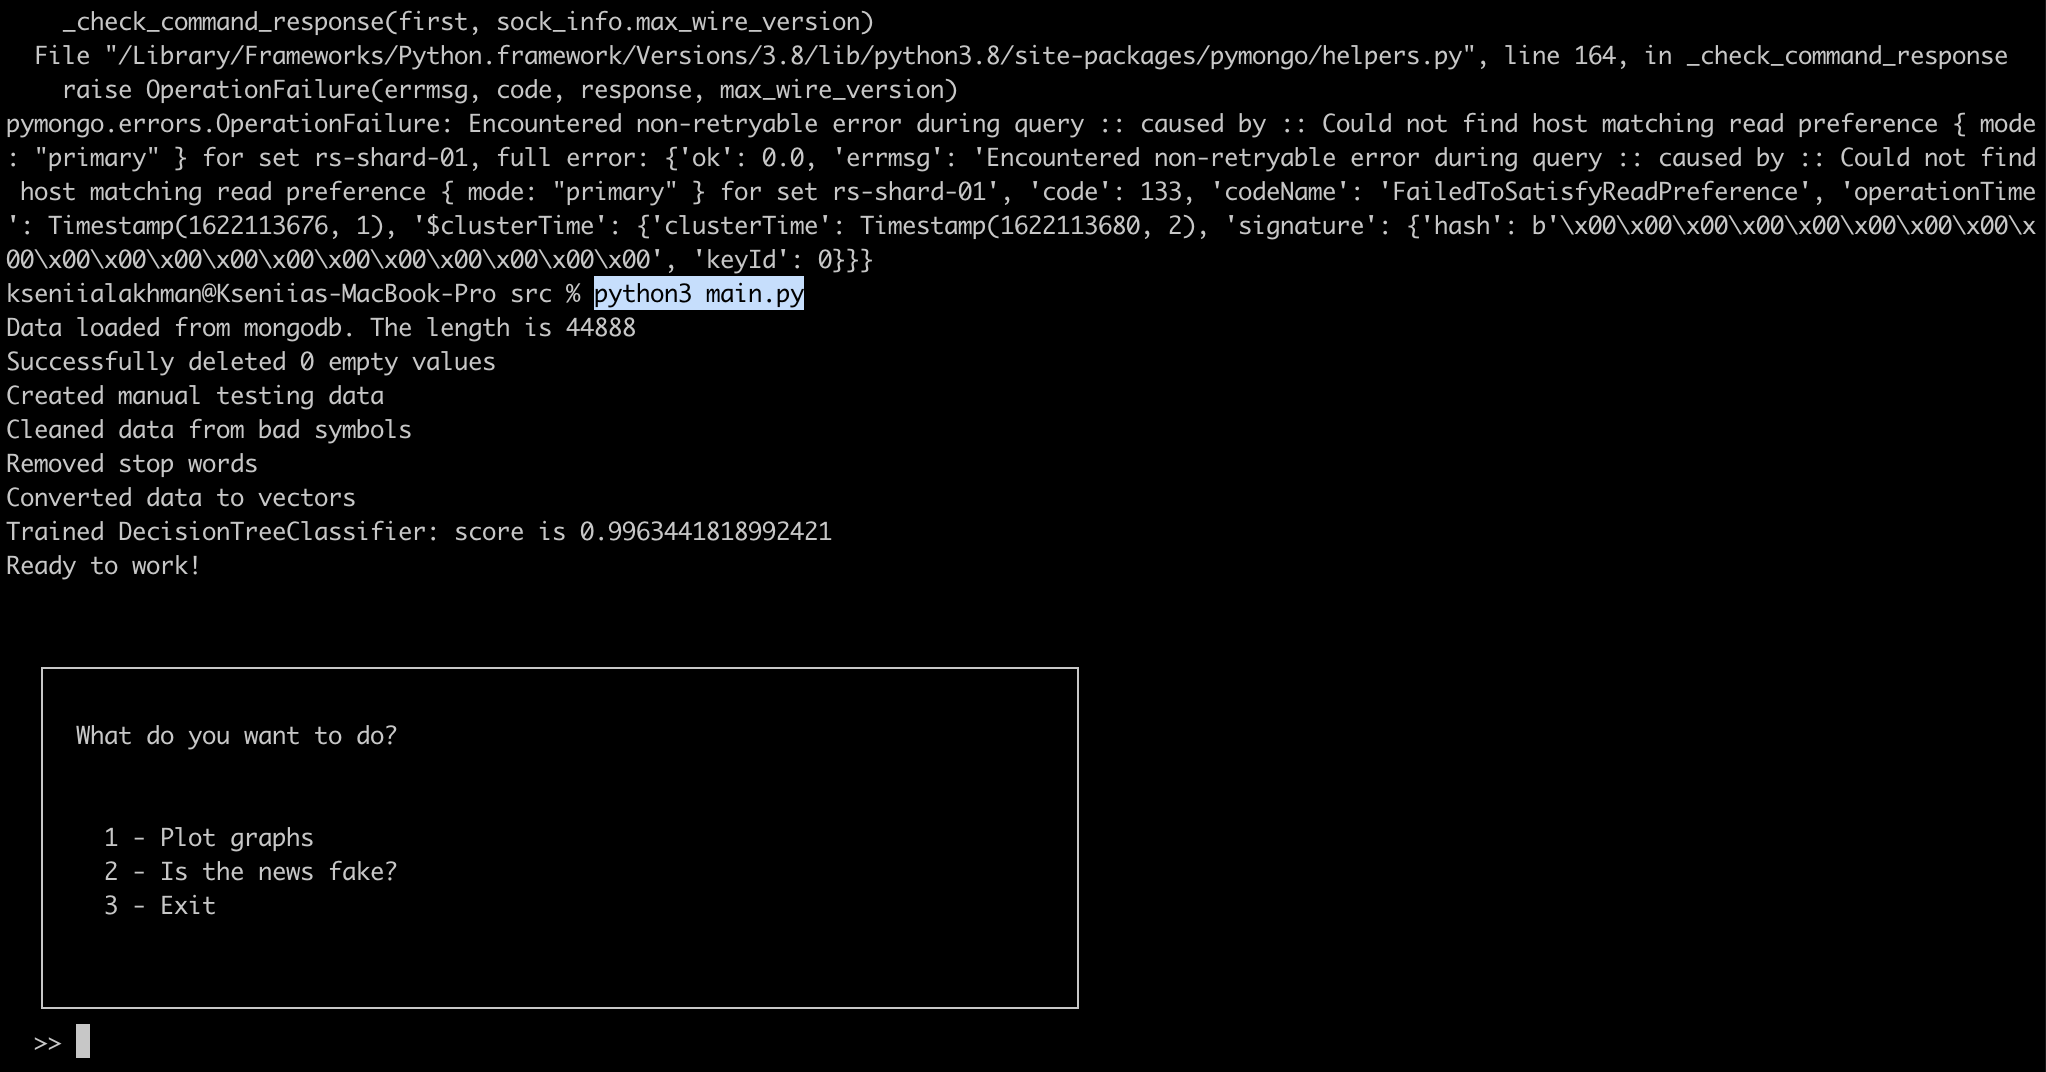 _check_command_response(first, sock_info.max_wire_version)
File "/Library/Frameworks/Python.framework/Versions/3.8/lib/python3.8/site-packages/pymongo/helpers.py", line 164, in _check_command_response
raise OperationFailure(errmsg, code, response, max_wire_version)
pymongo.errors.OperationFailure: Encountered non-retryable error during query :: caused by :: Could not find host matching read preference { mode
: "primary" } for set rs-shard-01, full error: {'ok': 0.0, 'errmsg': 'Encountered non-retryable error during query :: caused by :: Could not find
host matching read preference { mode: "primary" } for set rs-shard-01', 'code': 133, 'codeName': 'FailedToSatisfyReadPreference', 'operationTime
': Timestamp(1622113676, 1), '$clusterTime': {'clusterTime': Timestamp(1622113680, 2), 'signature': {'hash': b'\x00\x00\x00\x00\x00\x00\x00\x00\x
00\x00\x00\x00\x00\x00\x00\x00\x00\x00\x00\x00', 'keyId': 0}}}
kseniialakhman@Kseniias-MacBook-Pro src % python3 main.py
Data loaded from mongodb. The length is 44888
Successfully deleted 0 empty values
Created manual testing data
Cleaned data from bad symbols
Removed stop words
Converted data to vectors
Trained DecisionTreeClassifier: score is 0.9963441818992421
Ready to work!
What do you want to do?
1 - Plot graphs
2 - Is the news fake?
3 - Exit
>>